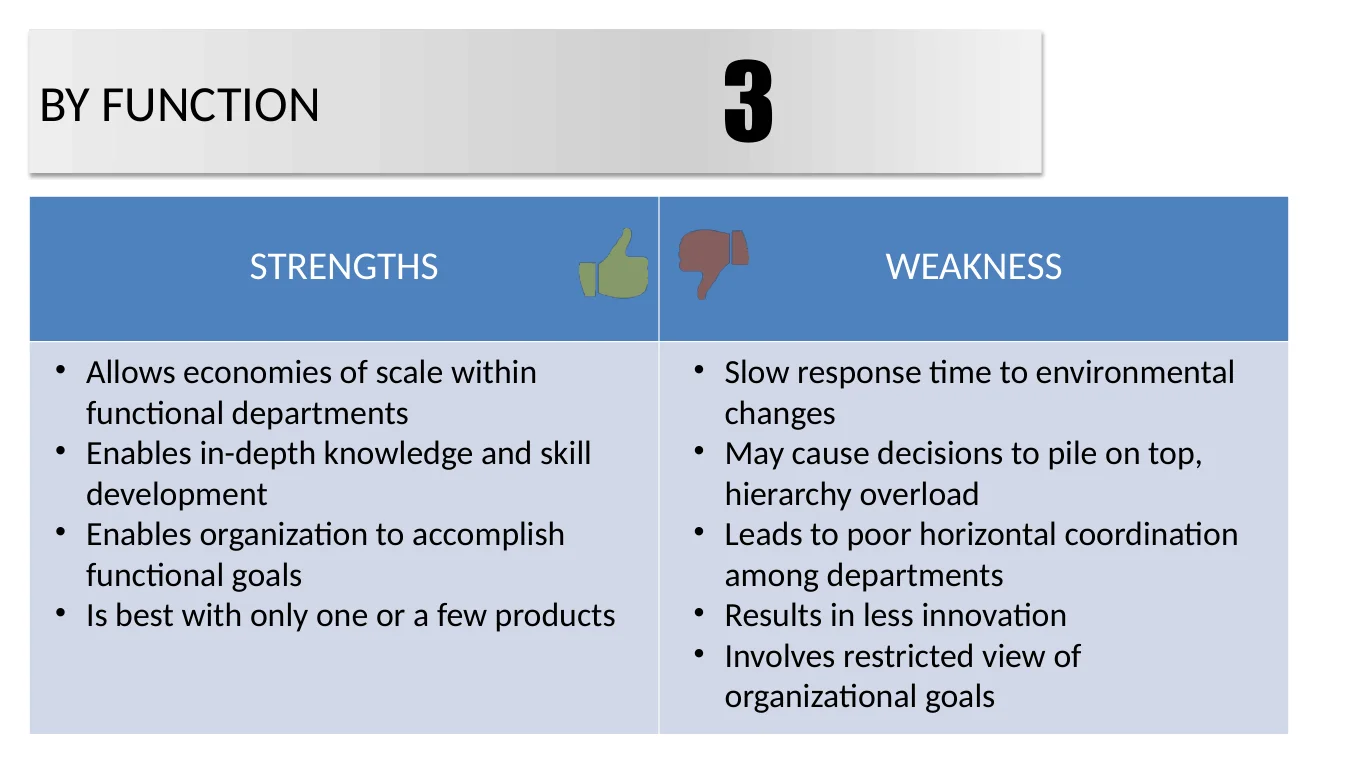 BY FUNCTION
3
STRENGTHS
WEAKNESS
• Allows economies of scale within
functional departments
• Enables in-depth knowledge and skill
development
• Enables organization to accomplish
functional goals
• Is best with only one or a few products
• Slow response time to environmental
changes
• May cause decisions to pile on top,
hierarchy overload
• Leads to poor horizontal coordination
among departments
• Results in less innovation
• Involves restricted view of
organizational goals